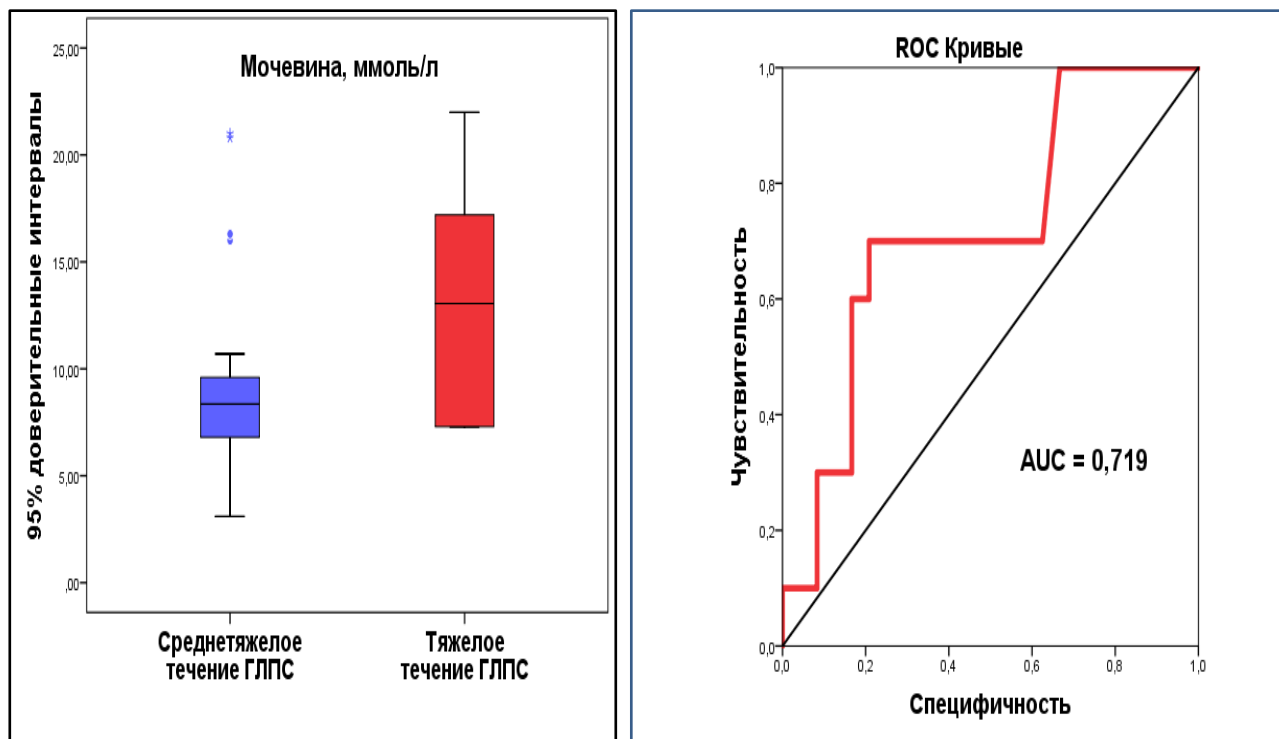 Мочевина, ммоль/л
95% доверительные интервалы
25,00
20,00
15,00
10,00
5,00
,00
Среднетяжелое
течение ГЛПС
Тяжелое
течение ГЛПС
ROC Кривые
Чувствительность
1,0
0,8
0,6
0,4
0,2
0,0
AUC = 0,719
0,0
0,2
0,4
0,6
0,8
1,0
Специфичность